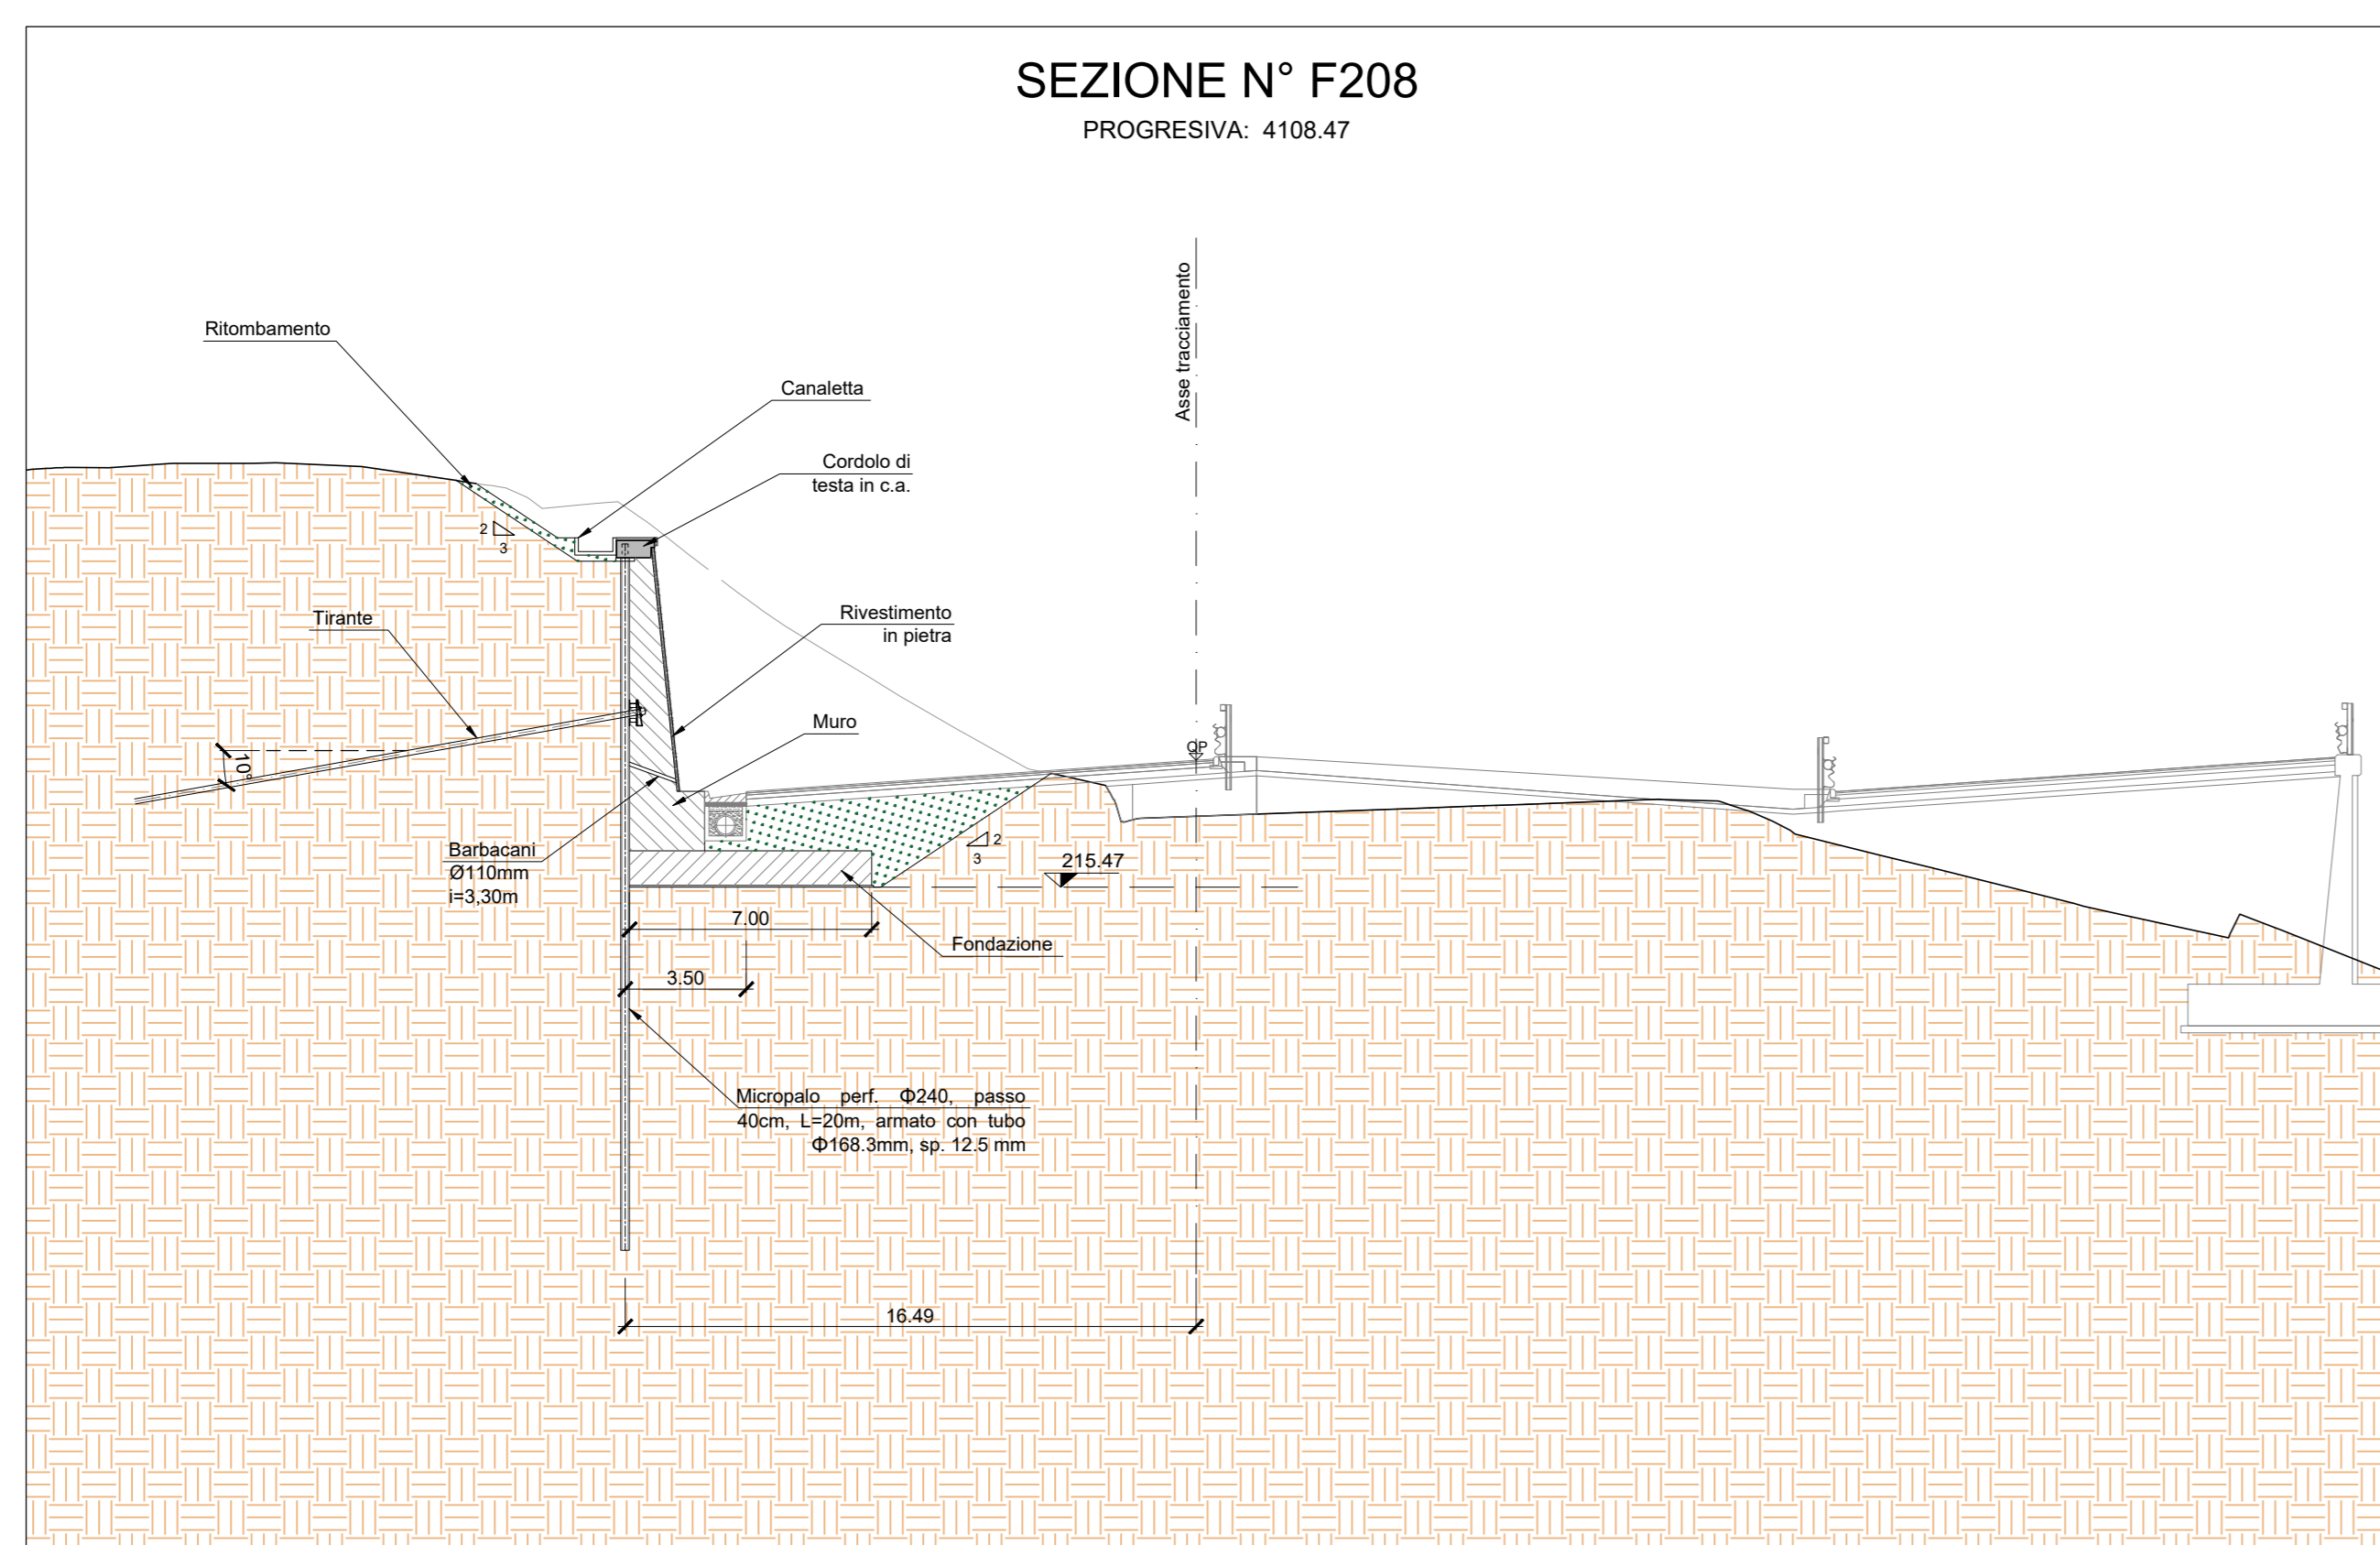 SEZIONE N° F208
PROGRESIVA: 4108.47
Asse tracciamento
Ritombamento
Canaletta
Cordolo di
testa in c.a.
2
3
Tirante
Rivestimento
in pietra
Muro
QP
10°
Barbacani
Ø110mm
i=3,30m
2
3
215.47
7.00
Fondazione
3.50
Micropalo perf. Φ240, passo
40cm, L=20m, armato con tubo
Φ168.3mm, sp. 12.5 mm
16.49